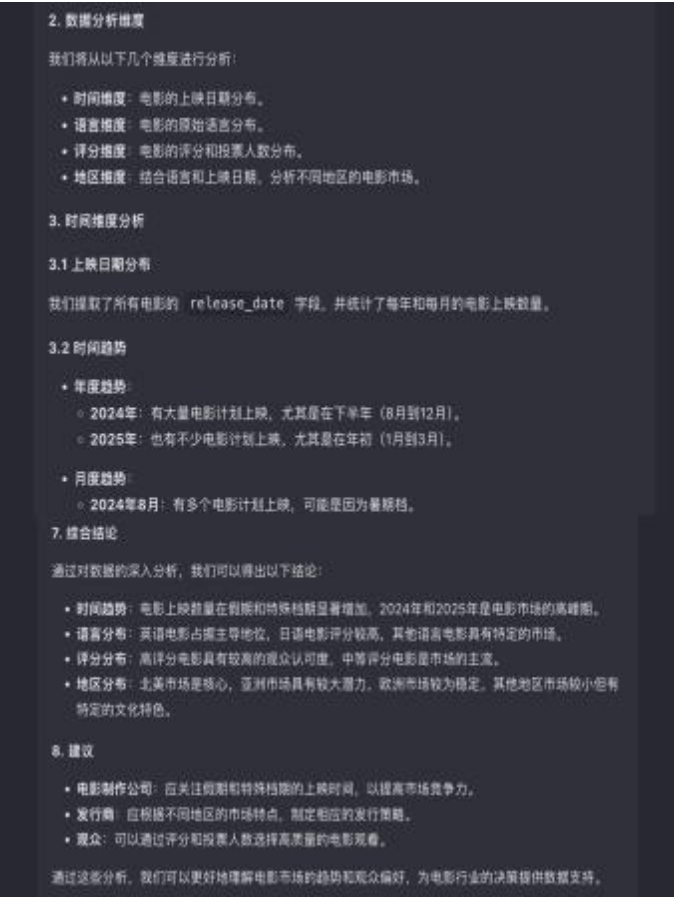 2. 数据分析维度
我们将从以下几个维度进行分析：
• 时间维度：电影的上映日期分布。
• 语言维度：电影的原始语言分布。
• 评分维度：电影的评分和投票人数分布。
• 地区维度：结合语言和上映日期，分析不同地区的电影市场。
3. 时间维度分析
3.1 上映日期分布
我们提取了所有电影的 release_date 字段，并统计了每年和每月的电影上映数量。
3.2 时间趋势
• 年度趋势：
◦ 2024年：有大量电影计划上映，尤其是在下半年（8月到12月）。
◦ 2025年：也有不少电影计划上映，尤其是在年初（1月到3月）。
• 月度趋势：
◦ 2024年8月：有多个电影计划上映，可能是因为暑期档。
7. 综合结论
通过对数据的深入分析，我们可以得出以下结论：
• 时间趋势：电影上映数量在假期和特殊档期显著增加，2024年和2025年是电影市场的高峰期。
• 语言分布：英语电影占据主导地位，日语电影评分较高，其他语言电影具有特定的市场。
• 评分分布：高评分电影具有较高的观众认可度，中等评分电影是市场的主流。
• 地区分布：北美市场是核心，亚洲市场具有较大潜力，欧洲市场较为稳定，其他地区市场较小但有
特定的文化特色。
8. 建议
• 电影制作公司：应关注假期和特殊档期的上映时间，以提高市场竞争力。
• 发行商：应根据不同地区的市场特点，制定相应的发行策略。
• 观众：可以通过评分和投票人数选择高质量的电影观看。
通过这些分析，我们可以更好地理解电影市场的趋势和观众偏好，为电影行业的决策提供数据支持。